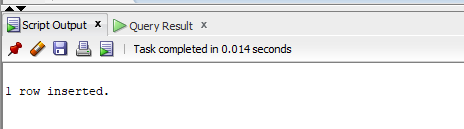 Script Output x Query Result x
Task completed in 0.014 seconds
1 row inserted.